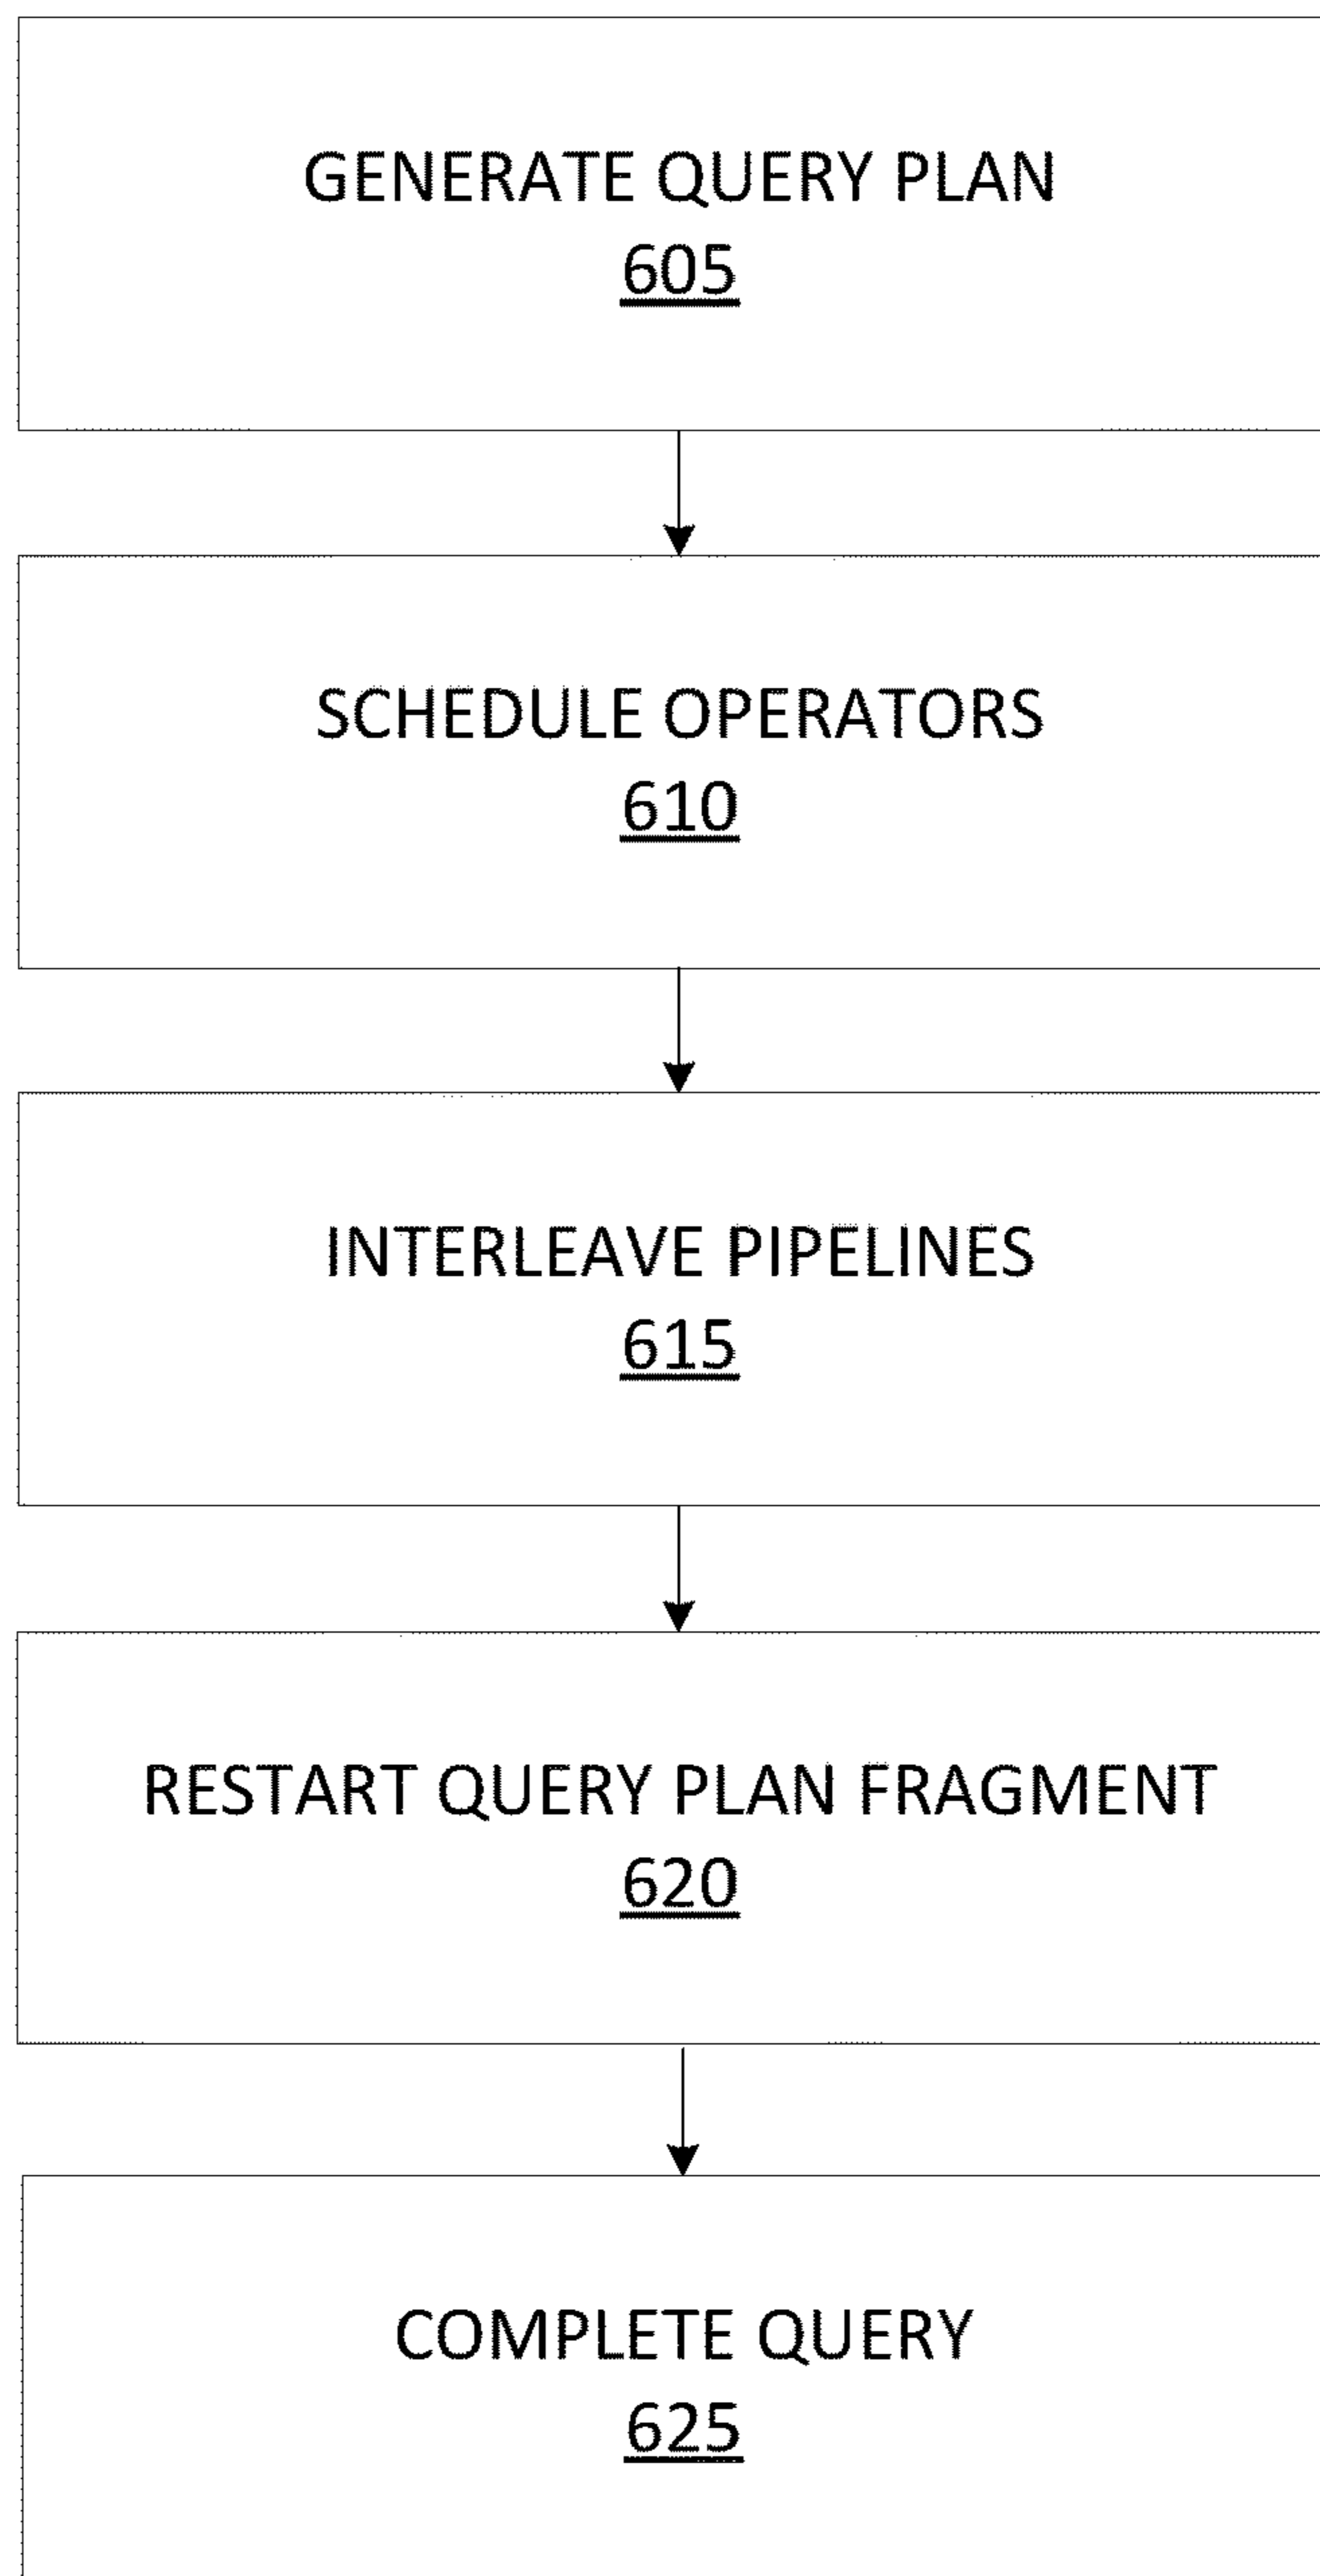 GENERATE QUERY PLAN
605
SCHEDULE OPERATORS
610
INTERLEAVE PIPELINES
615
RESTART QUERY PLAN FRAGMENT
620
COMPLETE QUERY
625